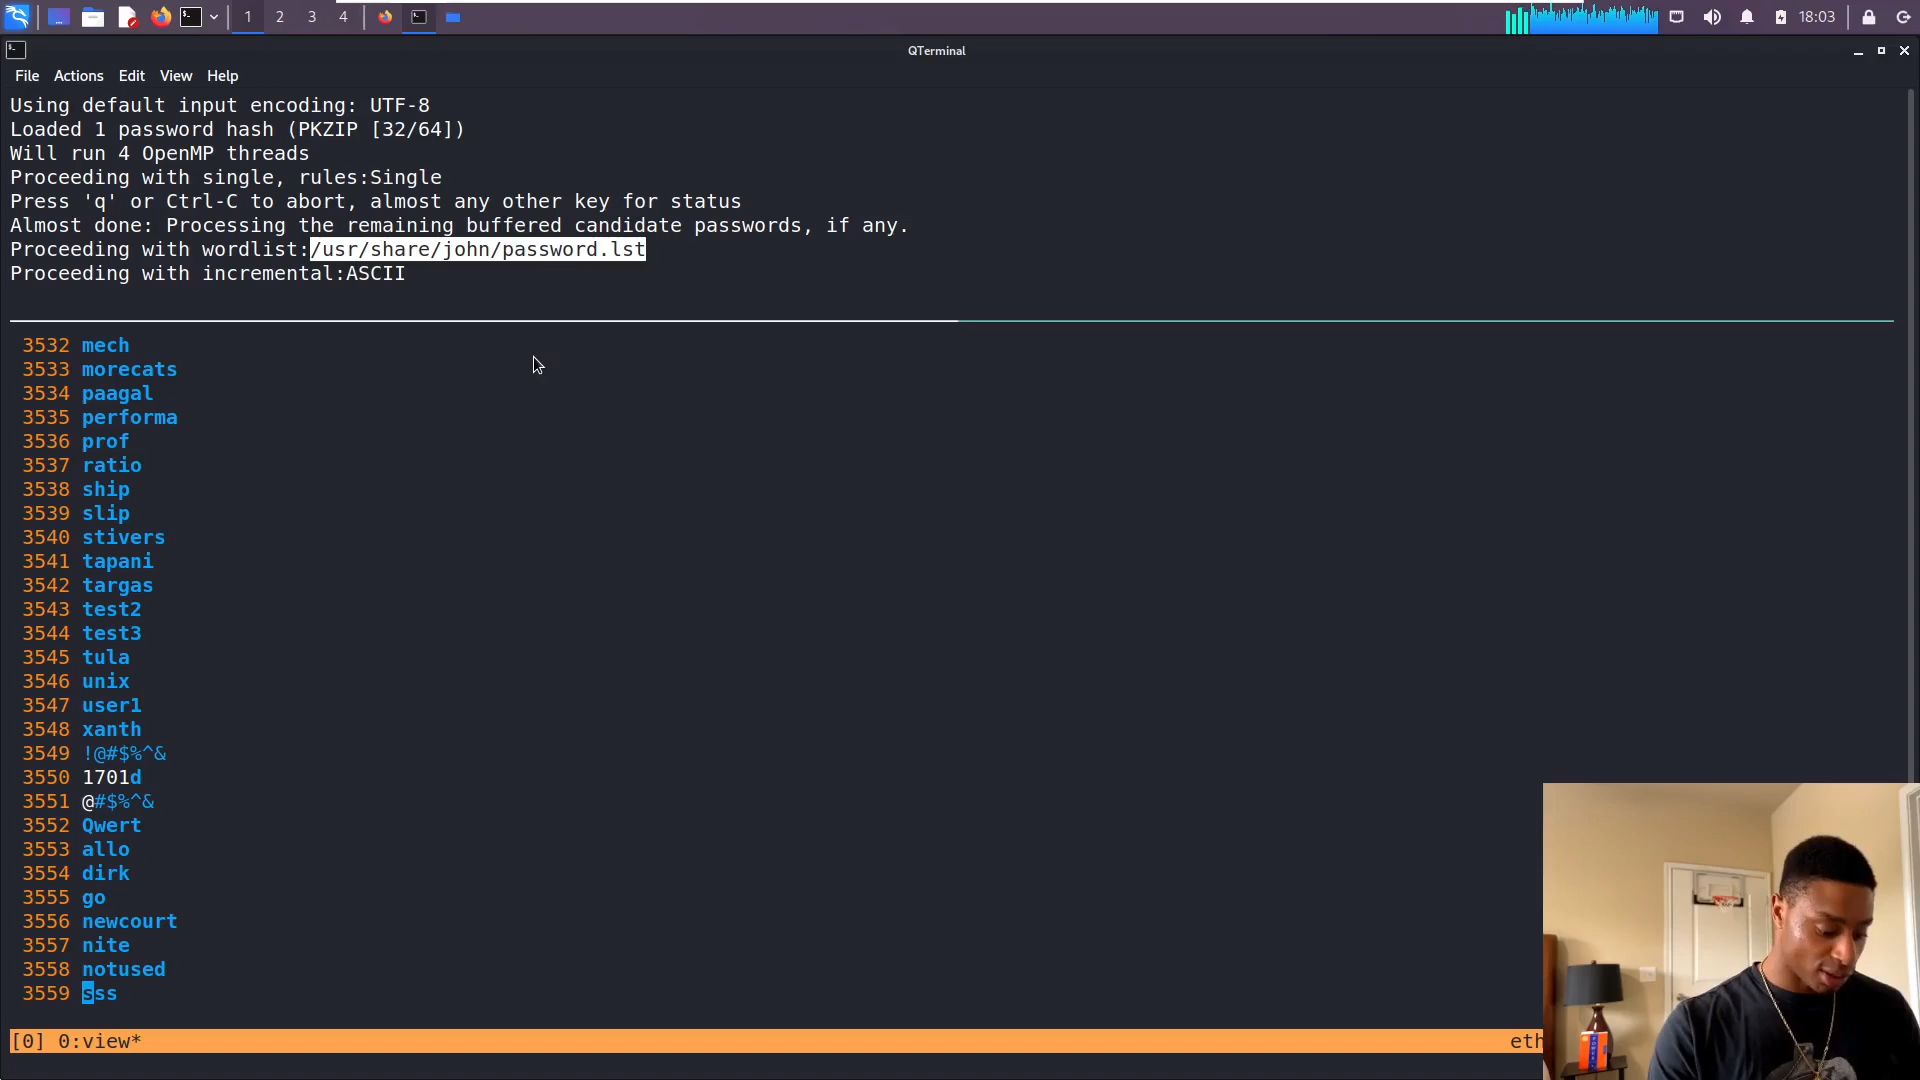 1 2 3 4 18:03
QTerminal
File Actions Edit View Help
Using default input encoding: UTF-8
Loaded 1 password hash (PKZIP [32/64])
Will run 4 OpenMP threads
Proceeding with single, rules:Single
Press 'q' or Ctrl-C to abort, almost any other key for status
Almost done: Processing the remaining buffered candidate passwords, if any.
Proceeding with wordlist:/usr/share/john/password.lst
Proceeding with incremental:ASCII
3532 mech
3533 morecats
3534 paagal
3535 performa
3536 prof
3537 ratio
3538 ship
3539 slip
3540 stivers
3541 tapani
3542 targas
3543 test2
3544 test3
3545 tula
3546 unix
3547 user1
3548 xanth
3549 !@#$%^&
3550 1701d
3551 @#$%^&
3552 Qwert
3553 allo
3554 dirk
3555 go
3556 newcourt
3557 nite
3558 notused
3559 sss
[0] 0:view* eth